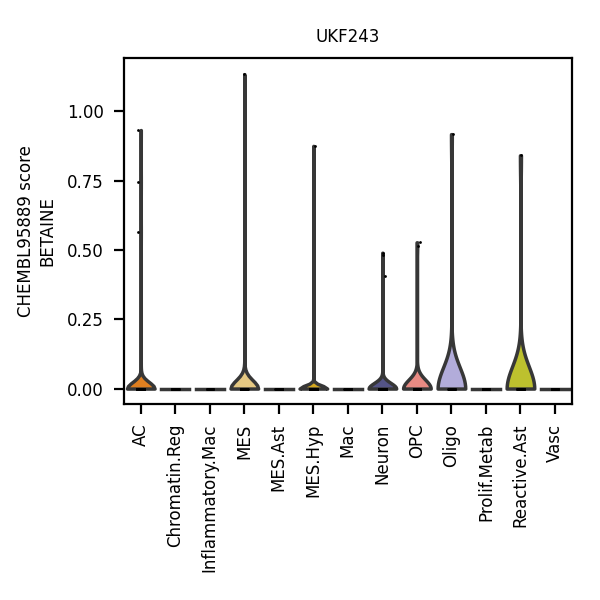 UKF243
CHEMBL95889 score
BETAINE
1.00
0.75
0.50
0.25
0.00
AC
Chromatin.Reg
Inflammatory.Mac
MES
MES.Ast
MES.Hyp
Mac
Neuron
OPC
Oligo
Prolif.Metab
Reactive.Ast
Vasc